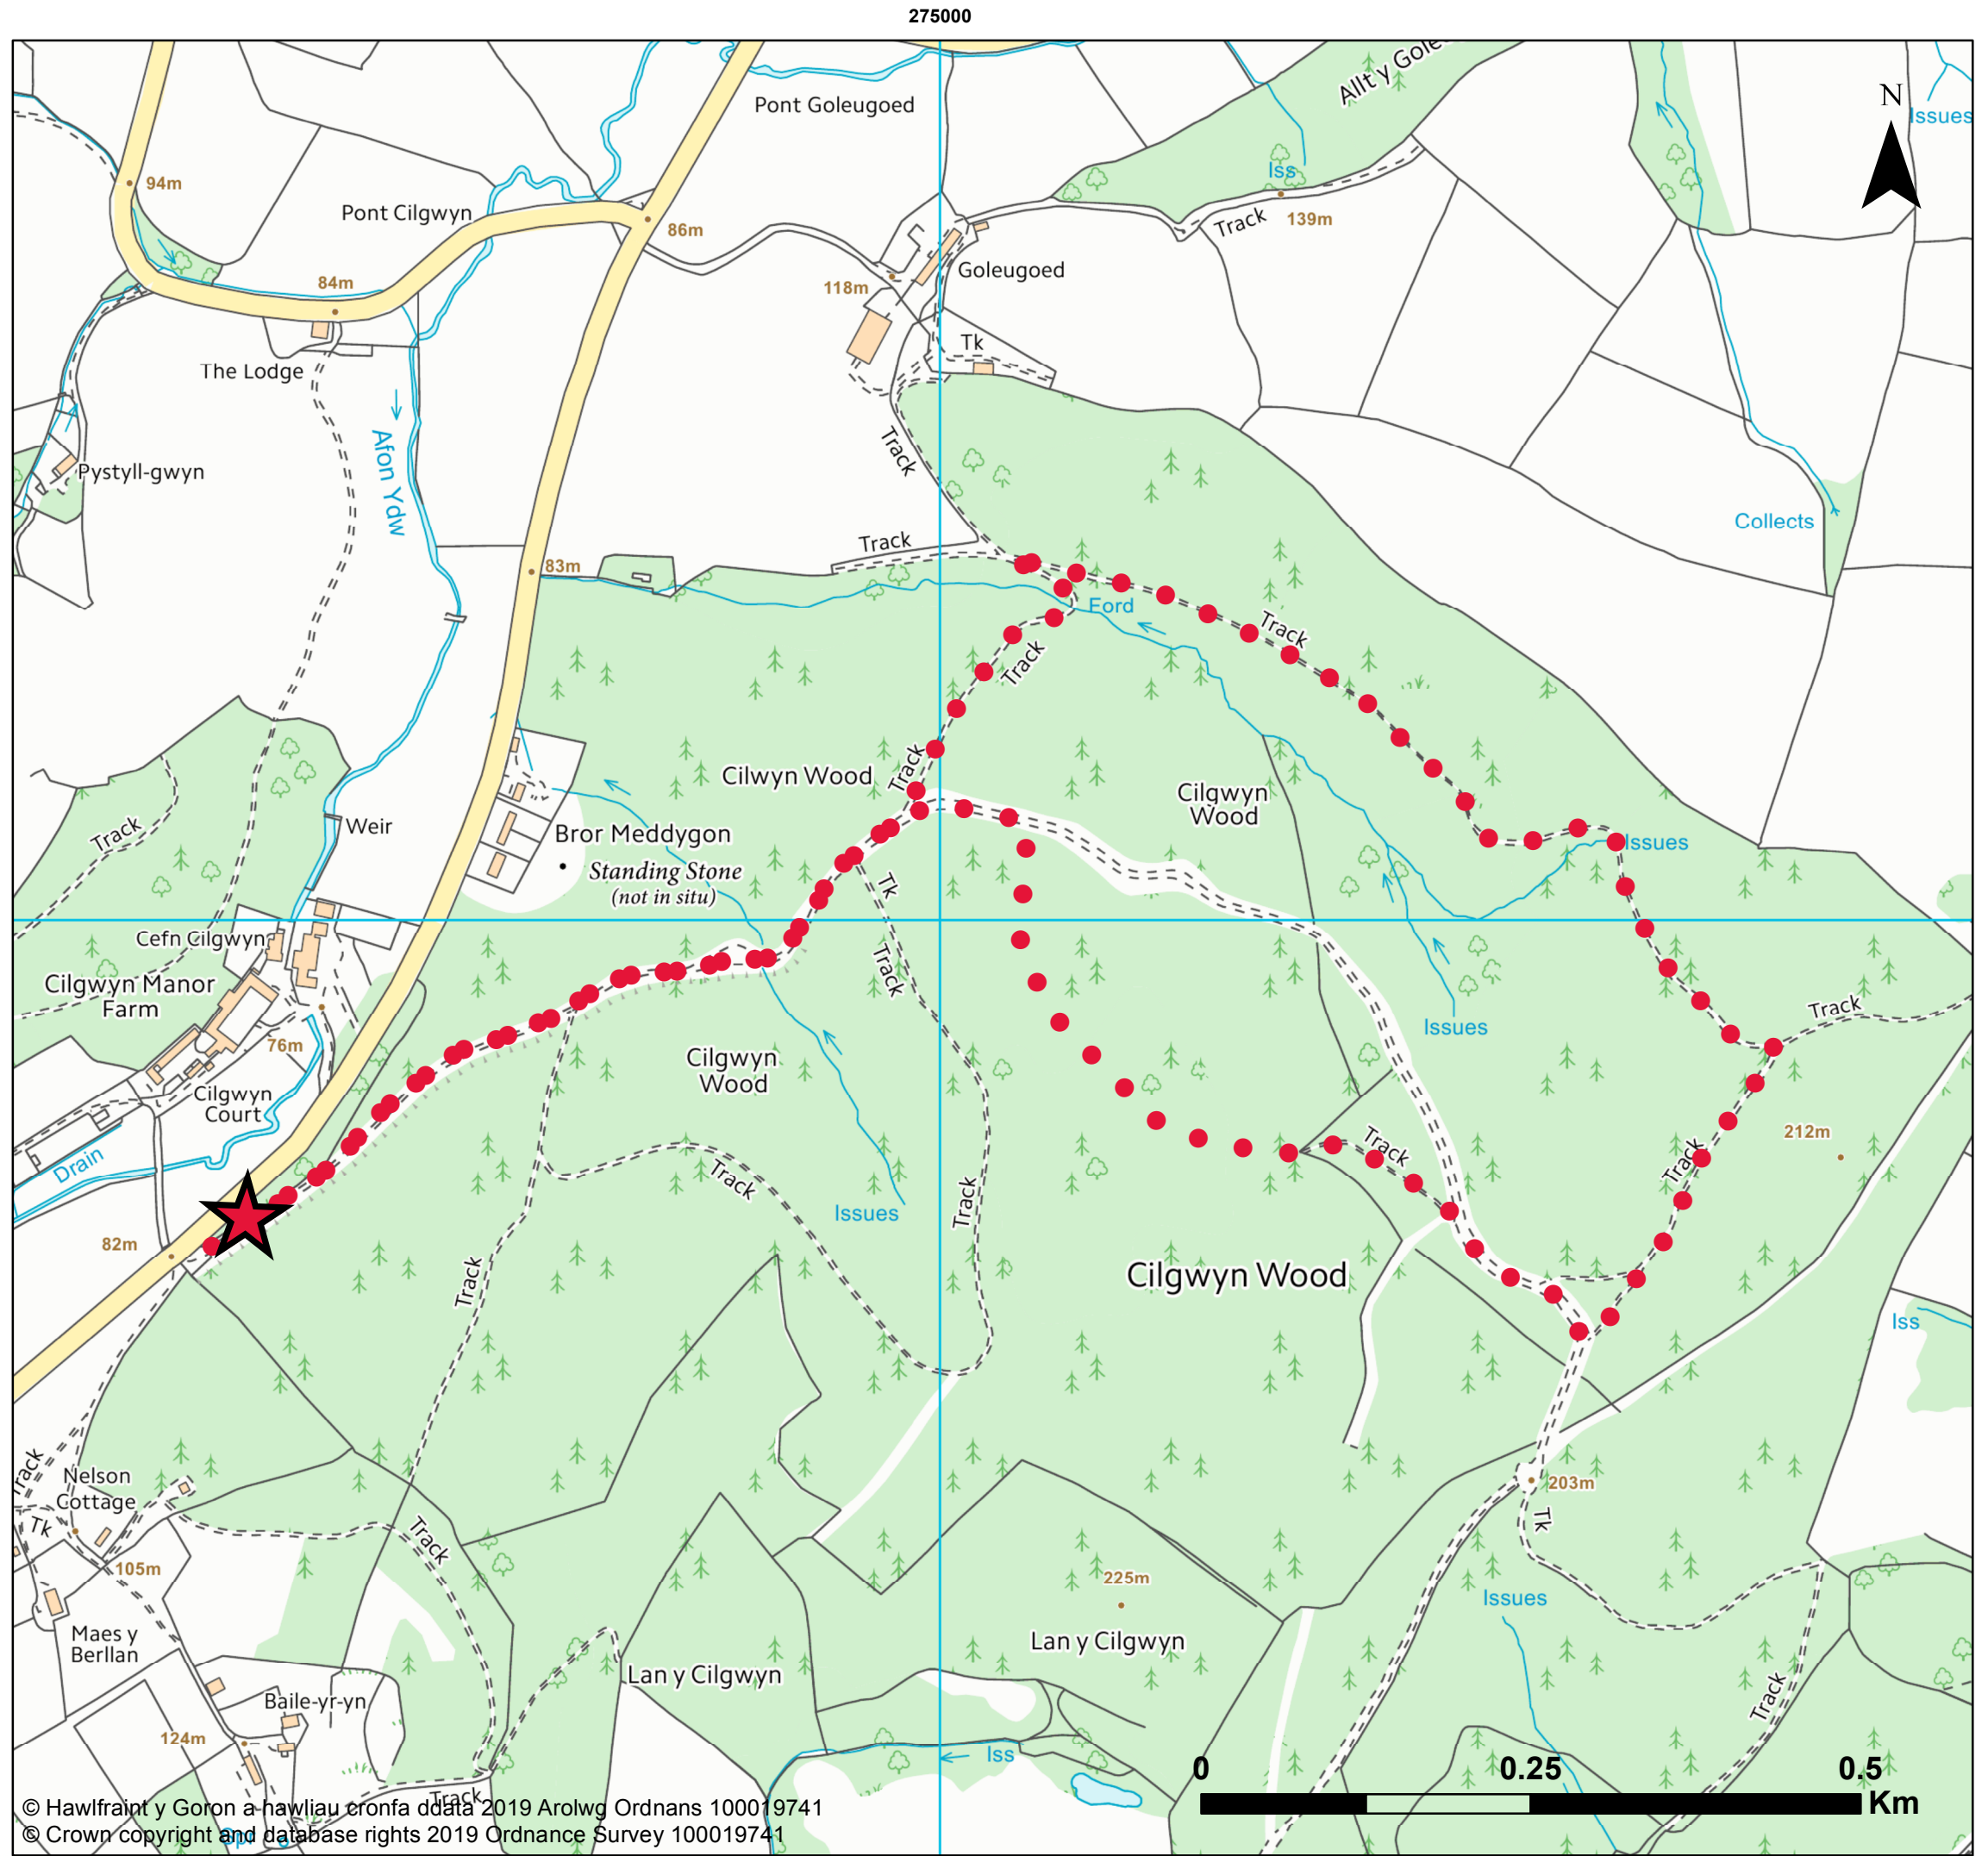 275000
Allt y Gole
N
Issues
Pont Goleugoed
Iss
94m
Pont Cilgwyn
86m
Track
139m
Goleugoed
84m
118m
Tk
The Lodge
Afon Ydw
Track
Pystyll-gwyn
Collects
Track
83m
Ford
Track
Track
Track
Cilwyn Wood
Cilgwyn
Wood
Track
Weir
Bror Meddygon
Issues
Standing Stone
(not in situ)
Tk
Cefn Cilgwyn
Track
Cilgwyn Manor
Farm
Track
Issues
76m
Cilgwyn
Wood
Cilgwyn
Court
212m
Track
Drain
Track
Track
Track
Issues
82m
Track
Cilgwyn Wood
Iss
Track
Nelson
Cottage
203m
Tk
Tk
Track
105m
225m
Issues
Maes y
Berllan
Lan y Cilgwyn
Lan y Cilgwyn
Baile-yr-yn
Track
124m
Iss
0
0.25
0.5
Km
Track
© Hawlfraint y Goron a hawliau cronfa ddata 2019 Arolwg Ordnans 100019741
© Crown copyright and database rights 2019 Ordnance Survey 100019741